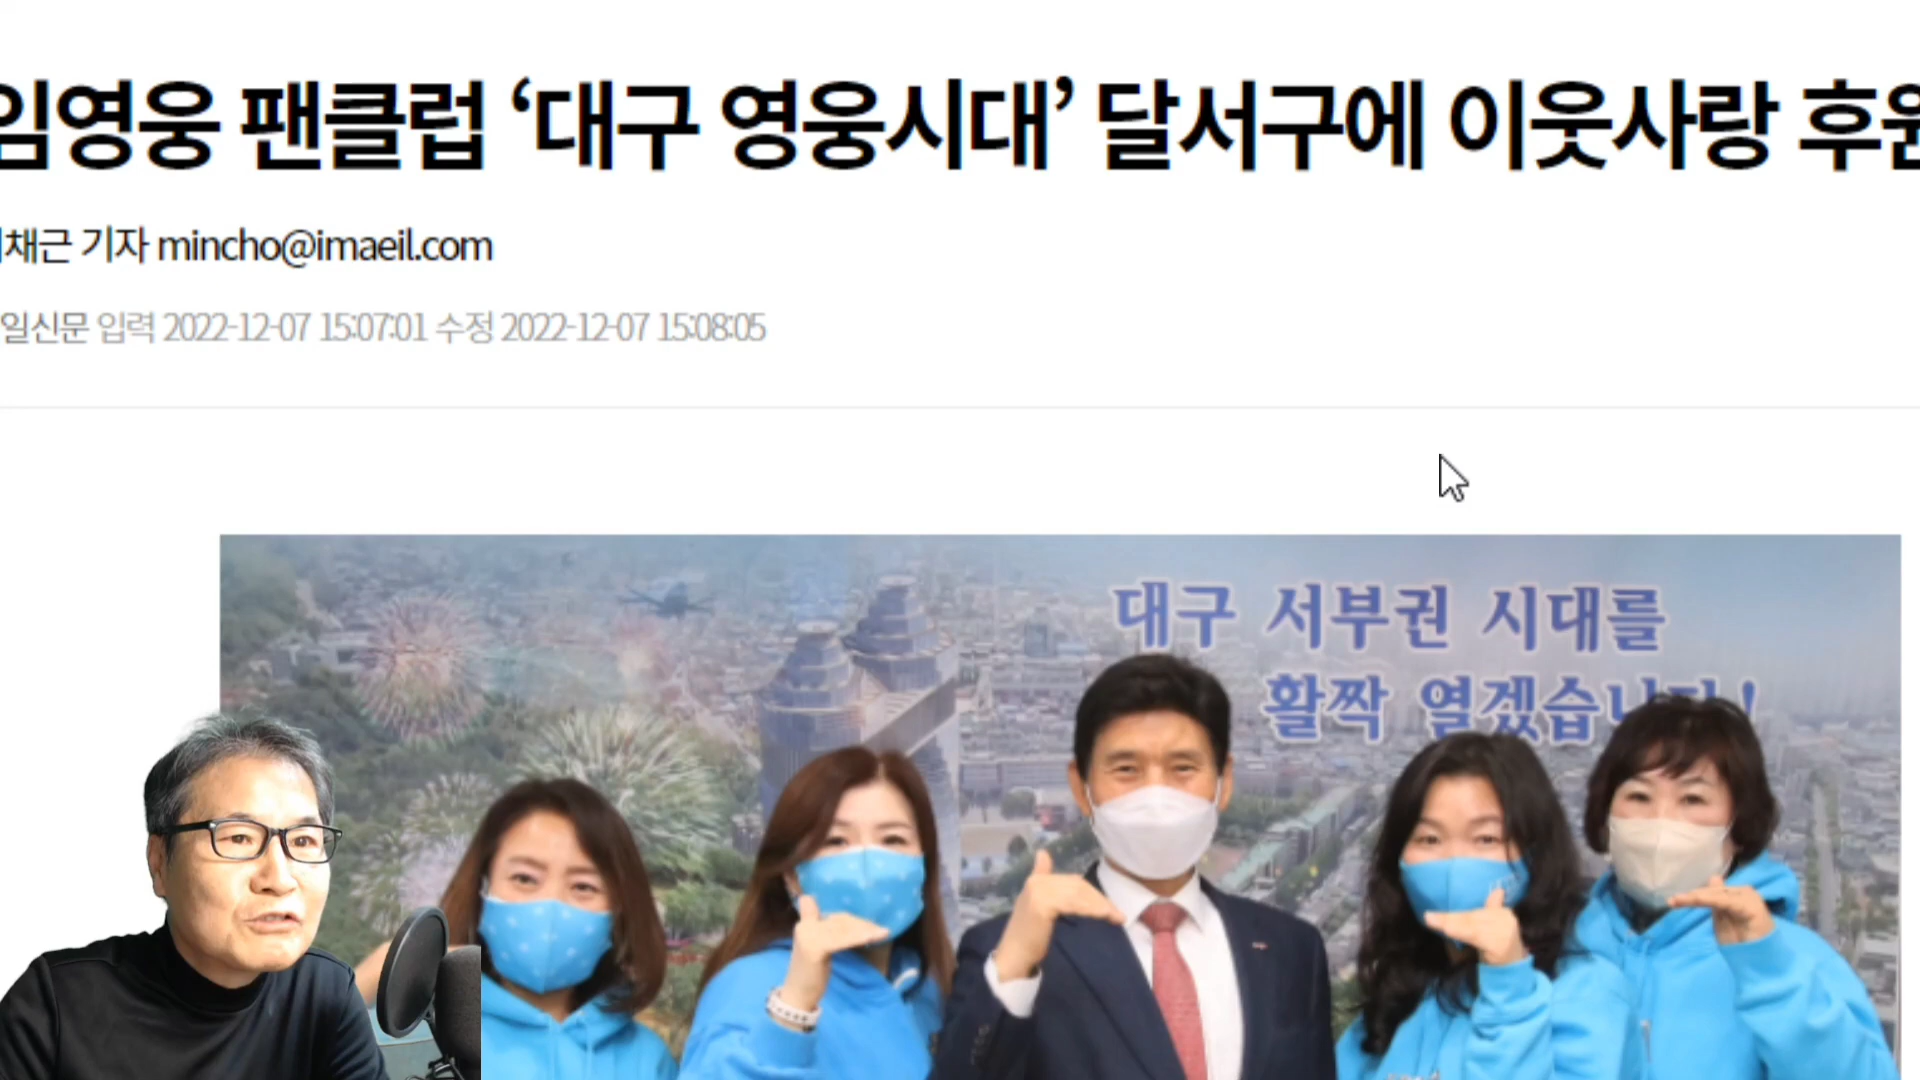 임영웅 팬클럽 ‘대구 영웅시대’ 달서구에 이웃사랑 후원
채근 기자 mincho@imaeil.com
일신문 입력 2022-12-07 15:07:01 수정 2022-12-07 15:08:05
대구 서부권 시대를
활짝 열겠습니다!